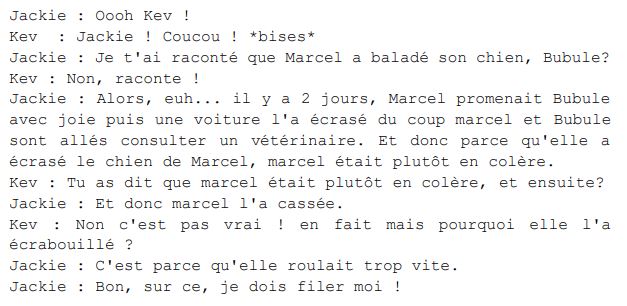 Jackie : Oooh Kev !
Kev : Jackie ! Coucou ! *bises*
Jackie : Je t'ai raconté que Marcel a baladé son chien, Bubule?
Kev : Non, raconte !
Jackie : Alors, euh... il y a 2 jours, Marcel promenait Bubule
avec joie puis une voiture l'a écrasé du coup marcel et Bubule
sont allés consulter un vétérinaire. Et donc parce qu'elle a
écrasé le chien de Marcel, marcel était plutôt en colère.
Kev : Tu as dit que marcel était plutôt en colère, et ensuite?
Jackie : Et donc marcel l'a cassée.
Kev : Non c'est pas vrai ! en fait mais pourquoi elle l'a
écrabouillé ?
Jackie : C'est parce qu'elle roulait trop vite.
Jackie : Bon, sur ce, je dois filer moi !